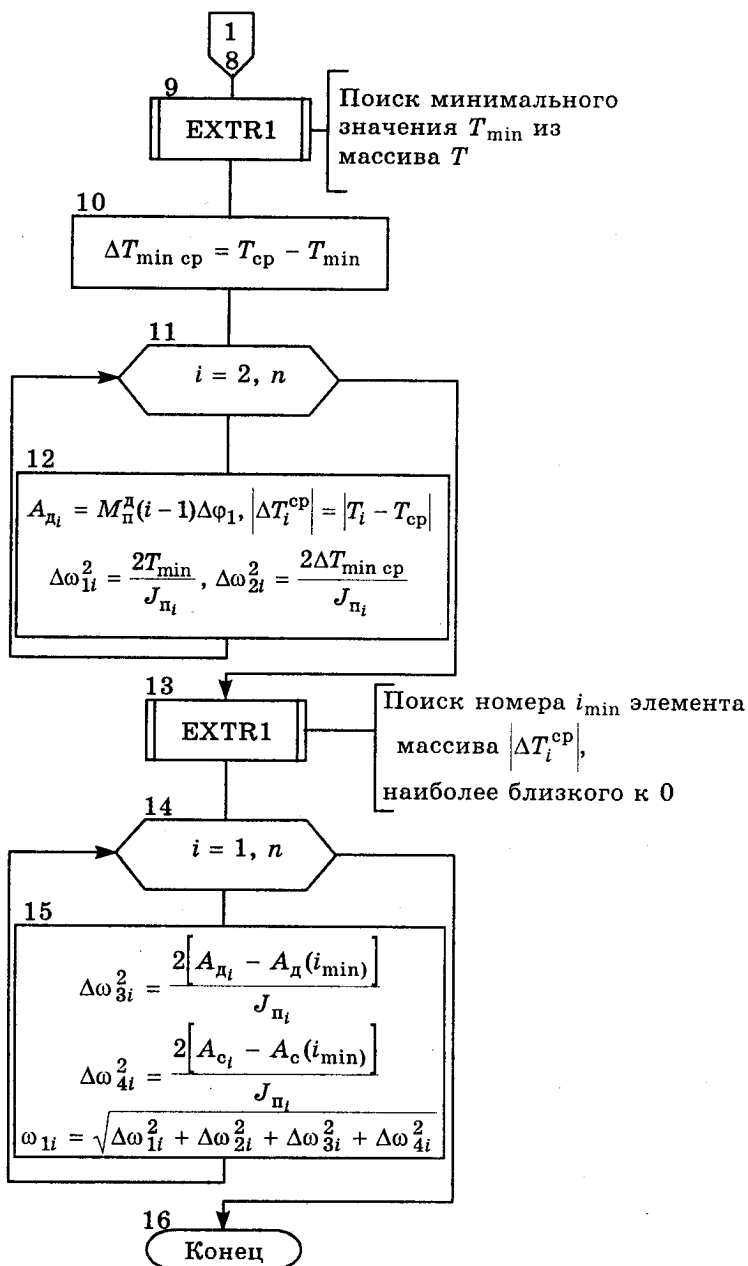 1
8
9
EXTR1
Поиск минимального
значения T_min из
массива T
10
ΔT_min ср = T_ср − T_min
11
i = 2, n
12
A_дᵢ = M_п^д(i − 1)Δφ₁, |ΔT_i^ср| = |T_i − T_ср|
Δω²_1i = 2T_min / J_пᵢ, Δω²_2i = 2ΔT_min ср / J_пᵢ
13
EXTR1
Поиск номера i_min элемента
массива |ΔT_i^ср|,
наиболее близкого к 0
14
i = 1, n
15
Δω²_3i = 2[A_дᵢ − A_д(i_min)] / J_пᵢ
Δω²_4i = 2[A_сᵢ − A_с(i_min)] / J_пᵢ
ω_1i = √(Δω²_1i + Δω²_2i + Δω²_3i + Δω²_4i)
16
Конец